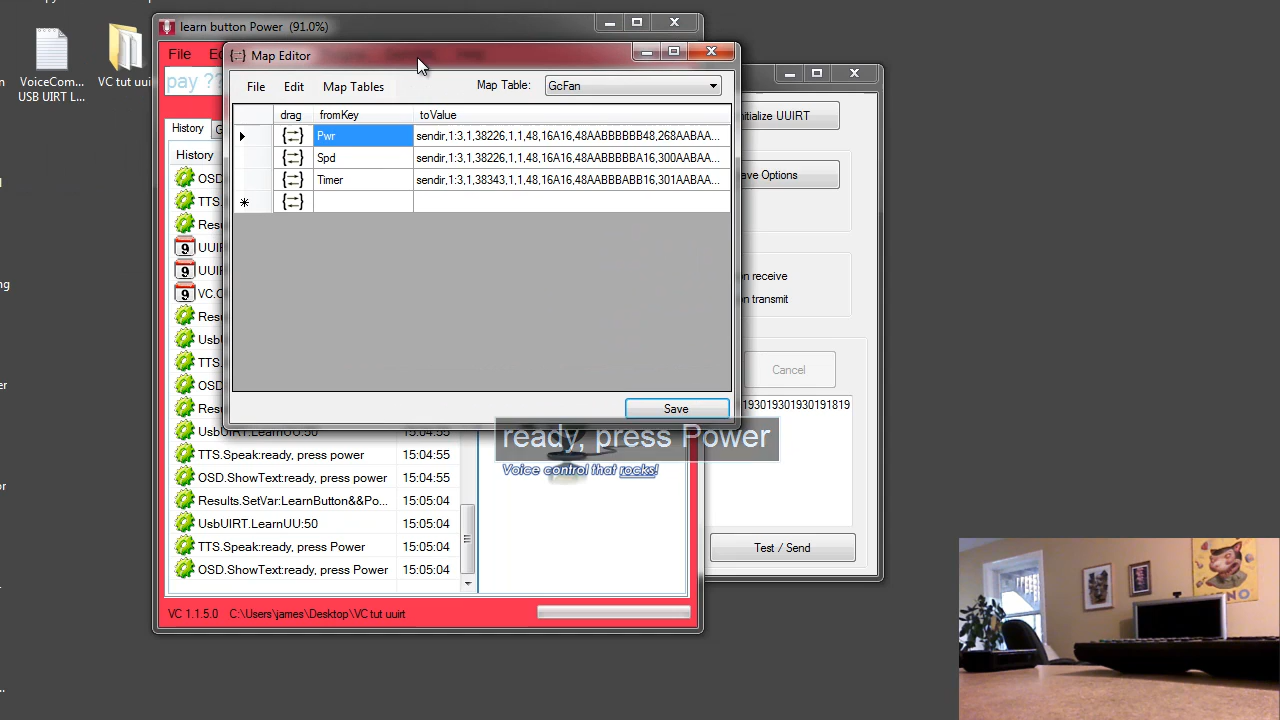 learn button Power (91.0%)
VoiceCom...
USB UIRT L...
VC tut uuirt
File
pay ??
History
History
OSD
TTS.
Resu
UUIF
UUIF
VC.C
Resu
UsbU
TTS.
OSD
Resu
UsbUIRT.LearnUU:50
TTS.Speak:ready, press power 15:04:55
OSD.ShowText:ready, press power 15:04:55
Results.SetVar:LearnButton&&Po... 15:05:04
UsbUIRT.LearnUU:50 15:05:04
TTS.Speak:ready, press Power 15:05:04
OSD.ShowText:ready, press Power 15:05:04
VC 1.1.5.0 C:\Users\james\Desktop\VC tut uuirt
Map Editor
File Edit Map Tables Map Table: GcFan
drag fromKey toValue
Pwr sendir,1:3,1,38226,1,1,48,16A16,48AABBBBBB48,268AABAA...
Spd sendir,1:3,1,38226,1,1,48,16A16,48AABBBBBBA16,300AABAA...
Timer sendir,1:3,1,38343,1,1,48,16A16,48AABBBABB16,301AABAA...
Save
ready, press Power
Voice control that rocks!
itialize UUIRT
ave Options
n receive
n transmit
Cancel
19301930193019 1819
Test / Send